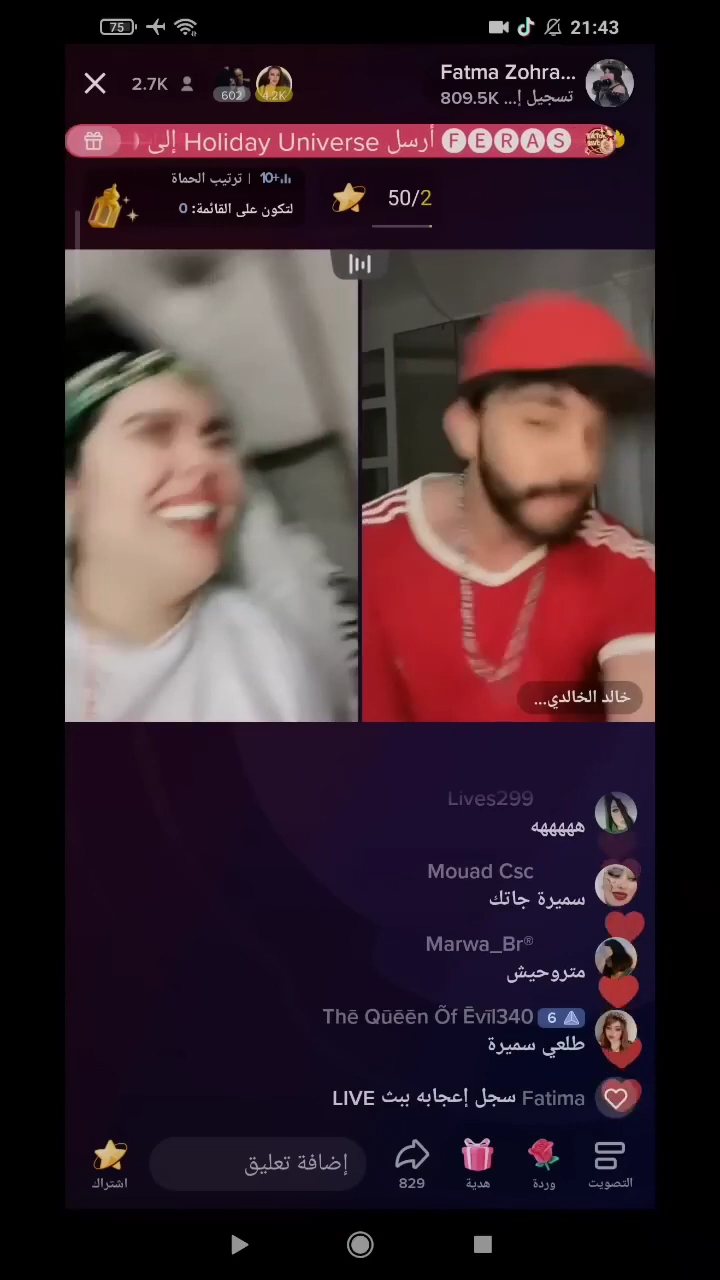 75
21:43
2.7K
602
4.2K
Fatma Zohra...
809.5K تسجيل إ...
FERAS أرسل Holiday Universe إلى
ترتيب الحماة | 10+
لتكون على القائمة: 0
50/2
خالد الخالدي...
Lives299
هههههه
Mouad Csc
سميرة جاتك
Marwa_Br®
متروحيش
Thē Qūēēn Õf Ēvīl340 6
طلعي سميرة
Fatima سجل إعجابه ببث LIVE
إضافة تعليق
اشتراك
829
هدية
وردة
التصويت